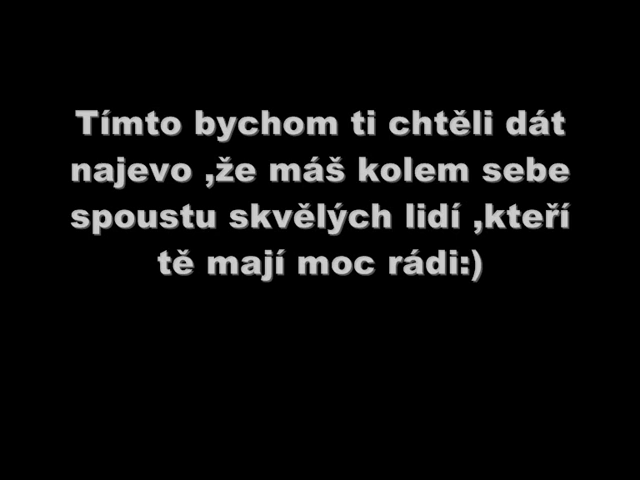 Tímto bychom ti chtěli dát
najevo ,že máš kolem sebe
spoustu skvělých lidí ,kteří
tě mají moc rádi:)